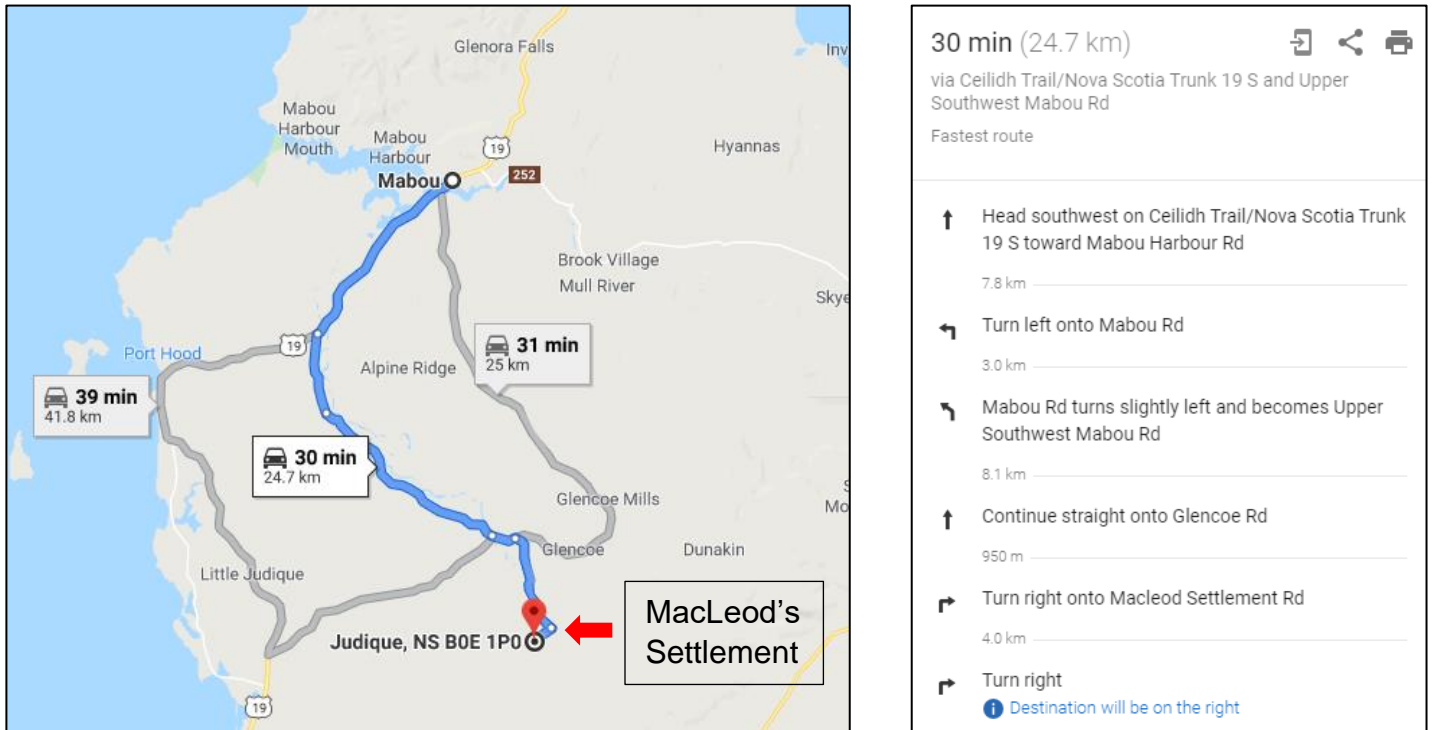 Glenora Falls
Inv
Mabou
Harbour
Mouth
Mabou
Harbour
19
Hyannas
Mabou
252
Brook Village
Mull River
Skye
19
Port Hood
31 min
25 km
Alpine Ridge
39 min
41.8 km
30 min
24.7 km
Glencoe Mills
S
Mo
Glencoe
Dunakin
Little Judique
Judique, NS B0E 1P0
MacLeod's
Settlement
19
30 min (24.7 km)
via Ceilidh Trail/Nova Scotia Trunk 19 S and Upper
Southwest Mabou Rd
Fastest route
Head southwest on Ceilidh Trail/Nova Scotia Trunk
19 S toward Mabou Harbour Rd
7.8 km
Turn left onto Mabou Rd
3.0 km
Mabou Rd turns slightly left and becomes Upper
Southwest Mabou Rd
8.1 km
Continue straight onto Glencoe Rd
950 m
Turn right onto Macleod Settlement Rd
4.0 km
Turn right
Destination will be on the right